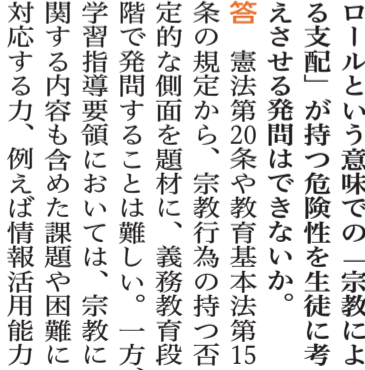 ロールという意味での「宗教によ
る支配」が持つ危険性を生徒に考
えさせる発問はできないか。
答　憲法第20条や教育基本法第15
条の規定から、宗教行為の持つ否
定的な側面を題材に、義務教育段
階で発問することは難しい。一方、
学習指導要領においては、宗教に
関する内容も含めた課題や困難に
対応する力、例えば情報活用能力